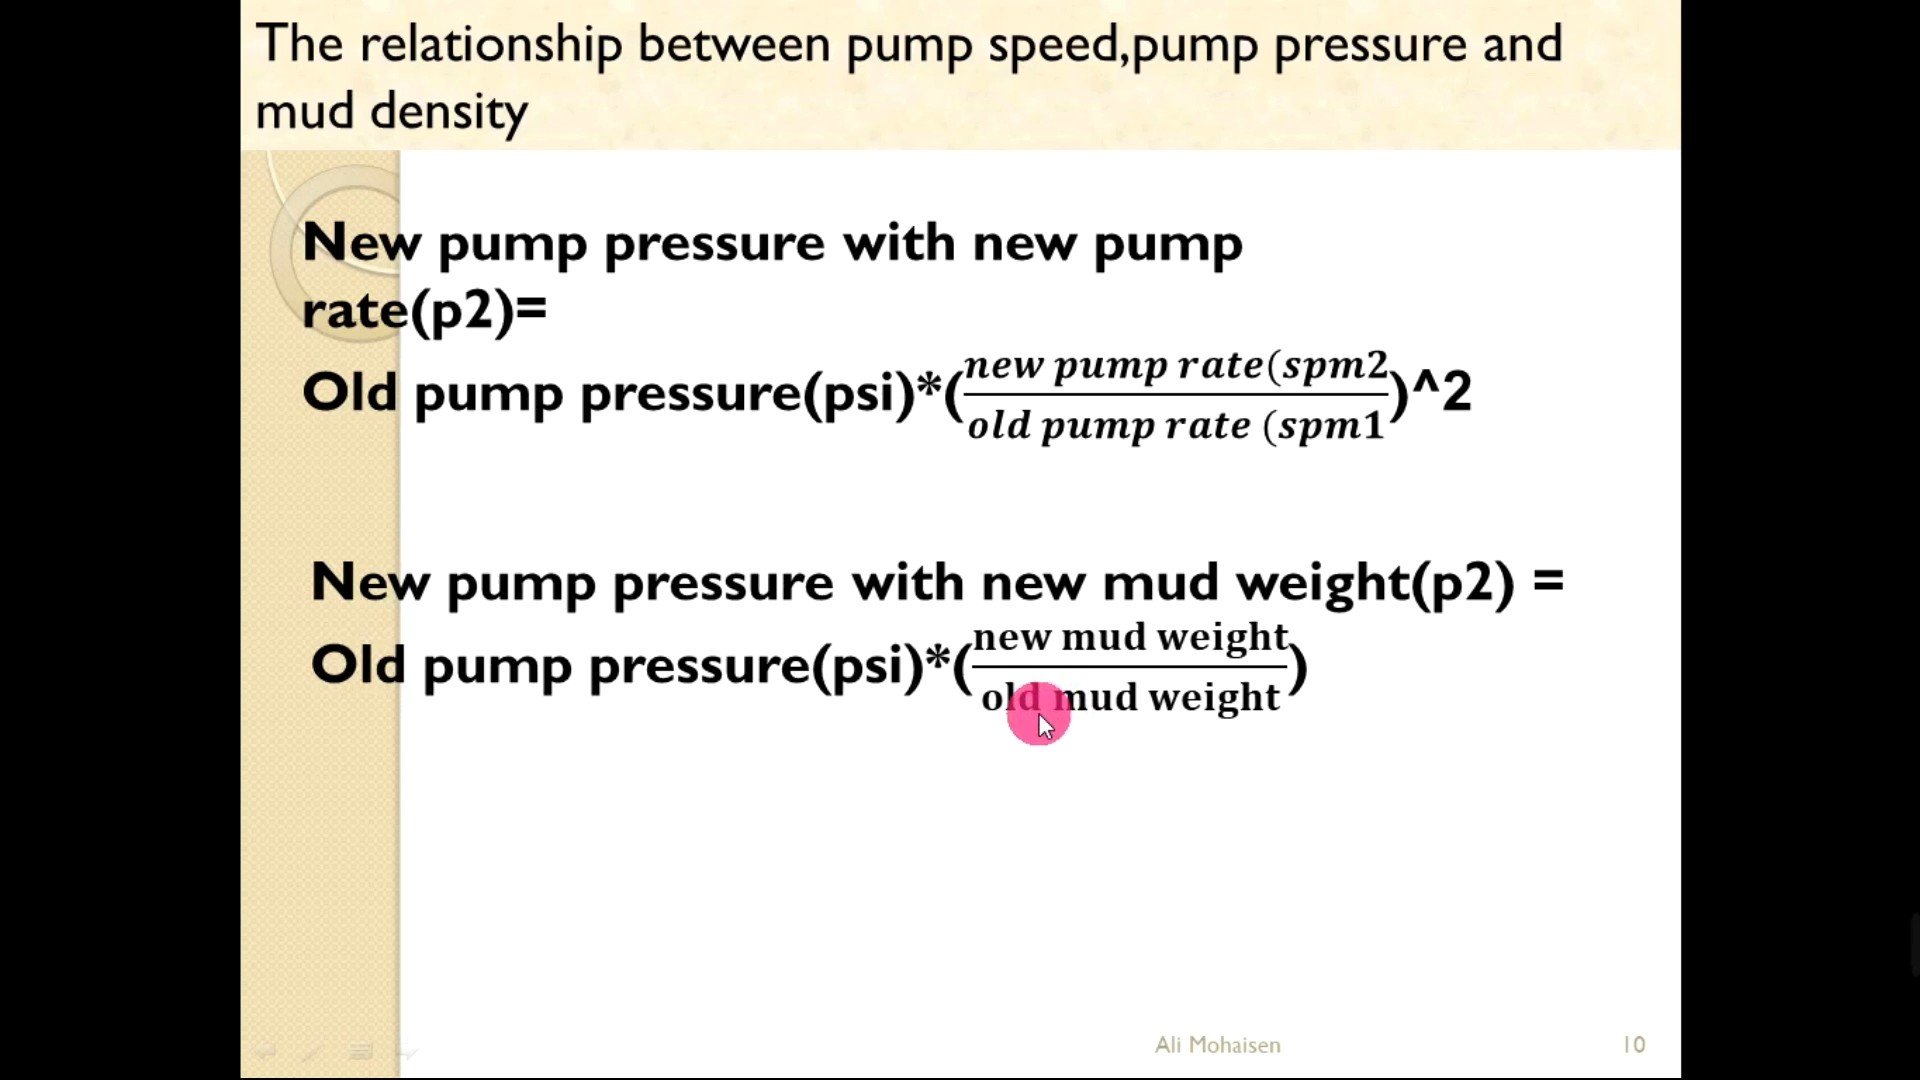 The relationship between pump speed,pump pressure and
mud density
New pump pressure with new pump
rate(p2)=
Old pump pressure(psi)*(new pump rate(spm2/old pump rate (spm1)^2
New pump pressure with new mud weight(p2) =
Old pump pressure(psi)*(new mud weight/old mud weight)
Ali Mohaisen
10